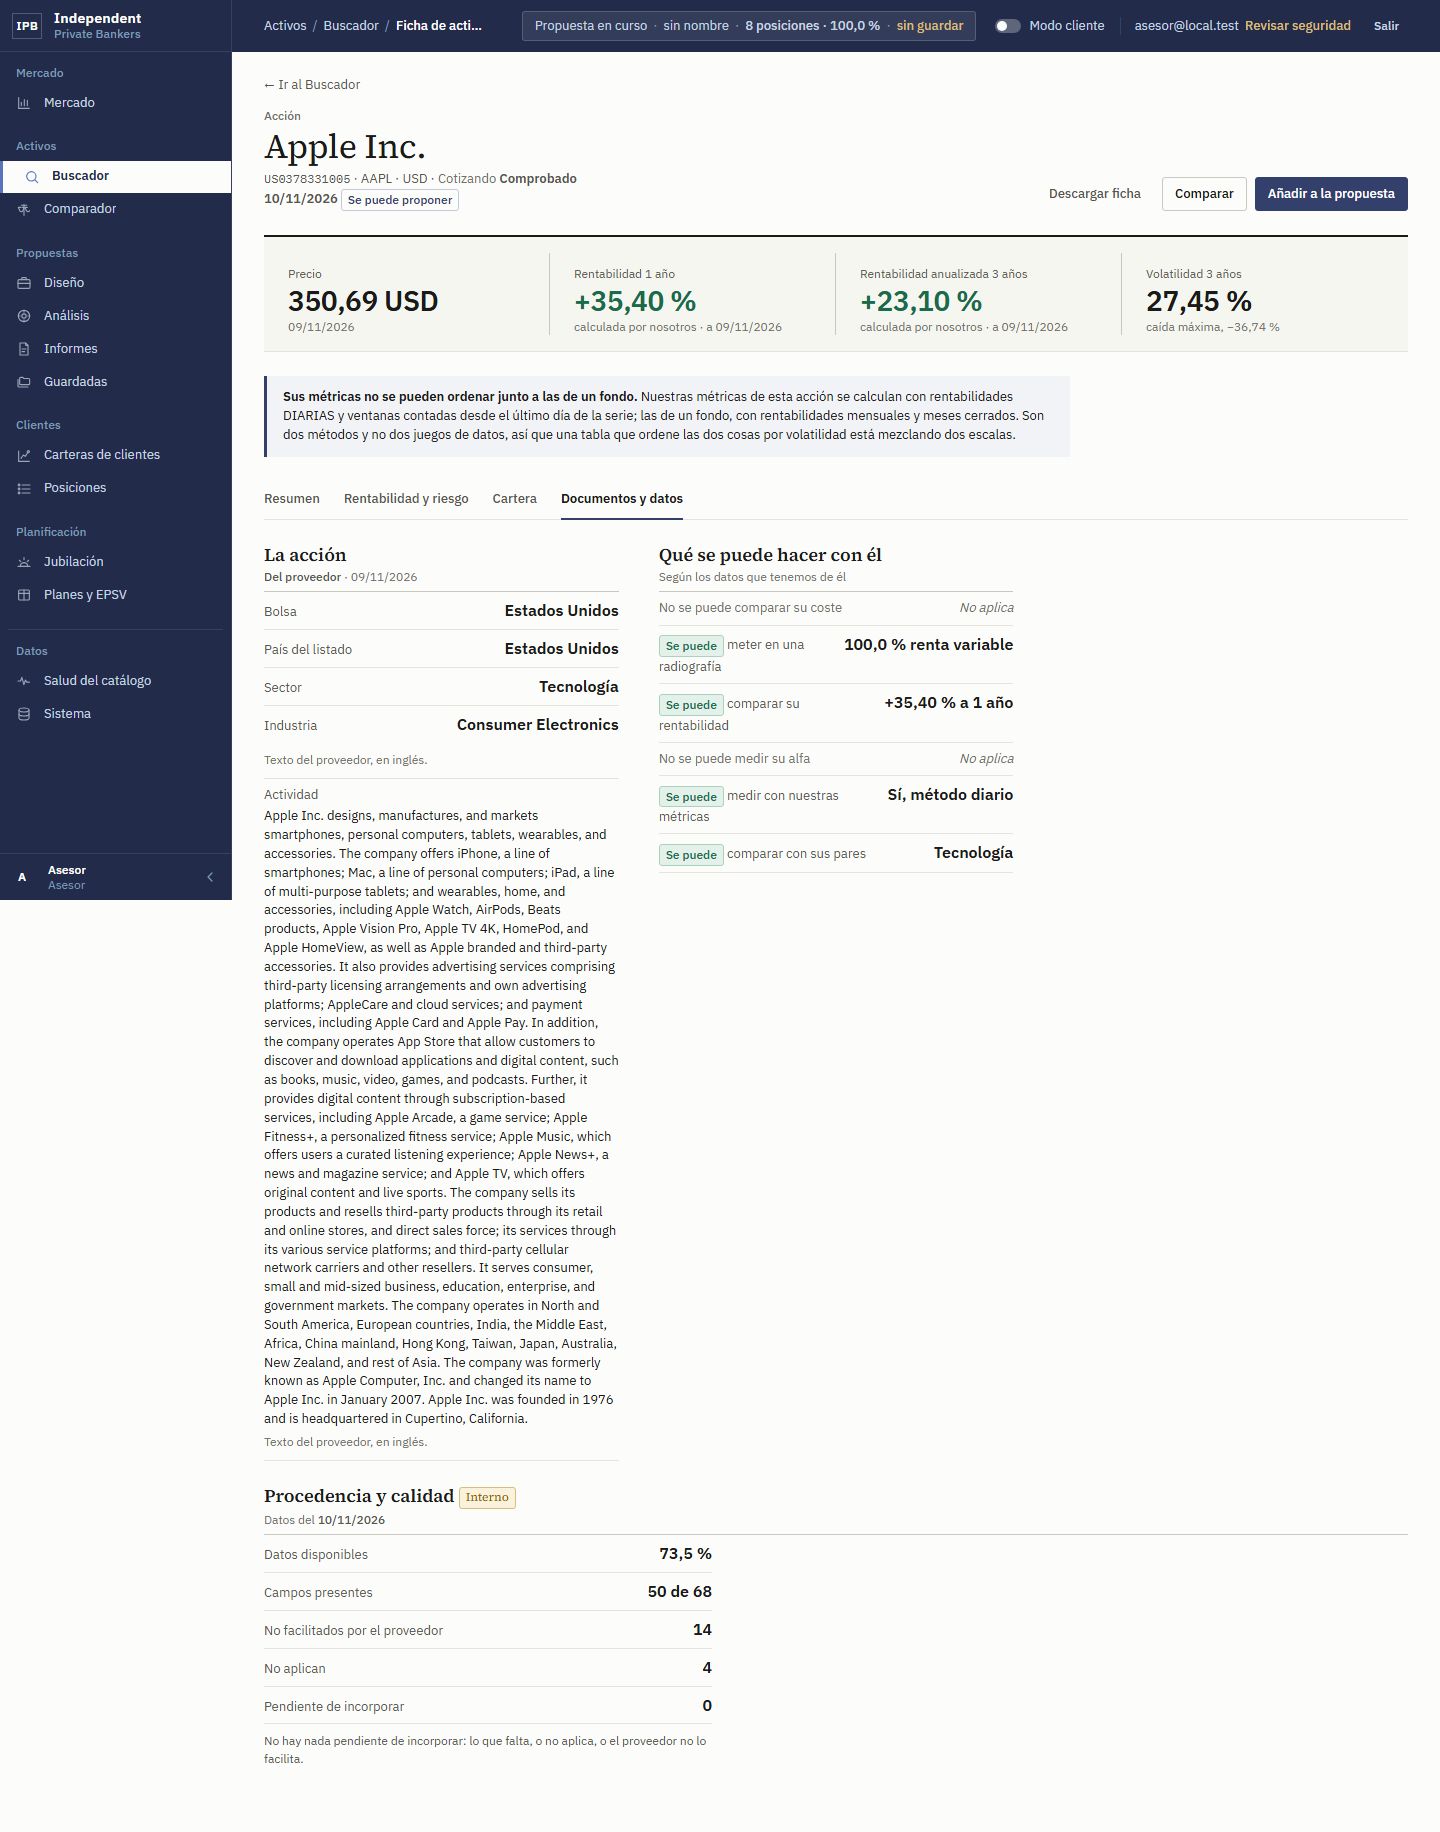 IPB
Independent
Private Bankers
Activos / Buscador / Ficha de acti...
Propuesta en curso · sin nombre · 8 posiciones · 100,0 % · sin guardar
Modo cliente
asesor@local.test Revisar seguridad
Salir
Mercado
Mercado
Activos
Buscador
Comparador
Propuestas
Diseño
Análisis
Informes
Guardadas
Clientes
Carteras de clientes
Posiciones
Planificación
Jubilación
Planes y EPSV
Datos
Salud del catálogo
Sistema
A
Asesor
Asesor
← Ir al Buscador
Acción
Apple Inc.
US0378331005 · AAPL · USD · Cotizando Comprobado
10/11/2026 Se puede proponer
Descargar ficha
Comparar
Añadir a la propuesta
Precio
350,69 USD
09/11/2026
Rentabilidad 1 año
+35,40 %
calculada por nosotros · a 09/11/2026
Rentabilidad anualizada 3 años
+23,10 %
calculada por nosotros · a 09/11/2026
Volatilidad 3 años
27,45 %
caída máxima, −36,74 %
Sus métricas no se pueden ordenar junto a las de un fondo. Nuestras métricas de esta acción se calculan con rentabilidades
DIARIAS y ventanas contadas desde el último día de la serie; las de un fondo, con rentabilidades mensuales y meses cerrados. Son
dos métodos y no dos juegos de datos, así que una tabla que ordene las dos cosas por volatilidad está mezclando dos escalas.
Resumen
Rentabilidad y riesgo
Cartera
Documentos y datos
La acción
Del proveedor · 09/11/2026
Bolsa Estados Unidos
País del listado Estados Unidos
Sector Tecnología
Industria Consumer Electronics
Texto del proveedor, en inglés.
Actividad
Apple Inc. designs, manufactures, and markets
smartphones, personal computers, tablets, wearables, and
accessories. The company offers iPhone, a line of
smartphones; Mac, a line of personal computers; iPad, a line
of multi-purpose tablets; and wearables, home, and
accessories, including Apple Watch, AirPods, Beats
products, Apple Vision Pro, Apple TV 4K, HomePod, and
Apple HomeView, as well as Apple branded and third-party
accessories. It also provides advertising services comprising
third-party licensing arrangements and own advertising
platforms; AppleCare and cloud services; and payment
services, including Apple Card and Apple Pay. In addition,
the company operates App Store that allow customers to
discover and download applications and digital content, such
as books, music, video, games, and podcasts. Further, it
provides digital content through subscription-based
services, including Apple Arcade, a game service; Apple
Fitness+, a personalized fitness service; Apple Music, which
offers users a curated listening experience; Apple News+, a
news and magazine service; and Apple TV, which offers
original content and live sports. The company sells its
products and resells third-party products through its retail
and online stores, and direct sales force; its services through
its various service platforms; and third-party cellular
network carriers and other resellers. It serves consumer,
small and mid-sized business, education, enterprise, and
government markets. The company operates in North and
South America, European countries, India, the Middle East,
Africa, China mainland, Hong Kong, Taiwan, Japan, Australia,
New Zealand, and rest of Asia. The company was formerly
known as Apple Computer, Inc. and changed its name to
Apple Inc. in January 2007. Apple Inc. was founded in 1976
and is headquartered in Cupertino, California.
Texto del proveedor, en inglés.
Qué se puede hacer con él
Según los datos que tenemos de él
No se puede comparar su coste No aplica
Se puede meter en una 100,0 % renta variable
radiografía
Se puede comparar su +35,40 % a 1 año
rentabilidad
No se puede medir su alfa No aplica
Se puede medir con nuestras Sí, método diario
métricas
Se puede comparar con sus pares Tecnología
Procedencia y calidad Interno
Datos del 10/11/2026
Datos disponibles 73,5 %
Campos presentes 50 de 68
No facilitados por el proveedor 14
No aplican 4
Pendiente de incorporar 0
No hay nada pendiente de incorporar: lo que falta, o no aplica, o el proveedor no lo
facilita.